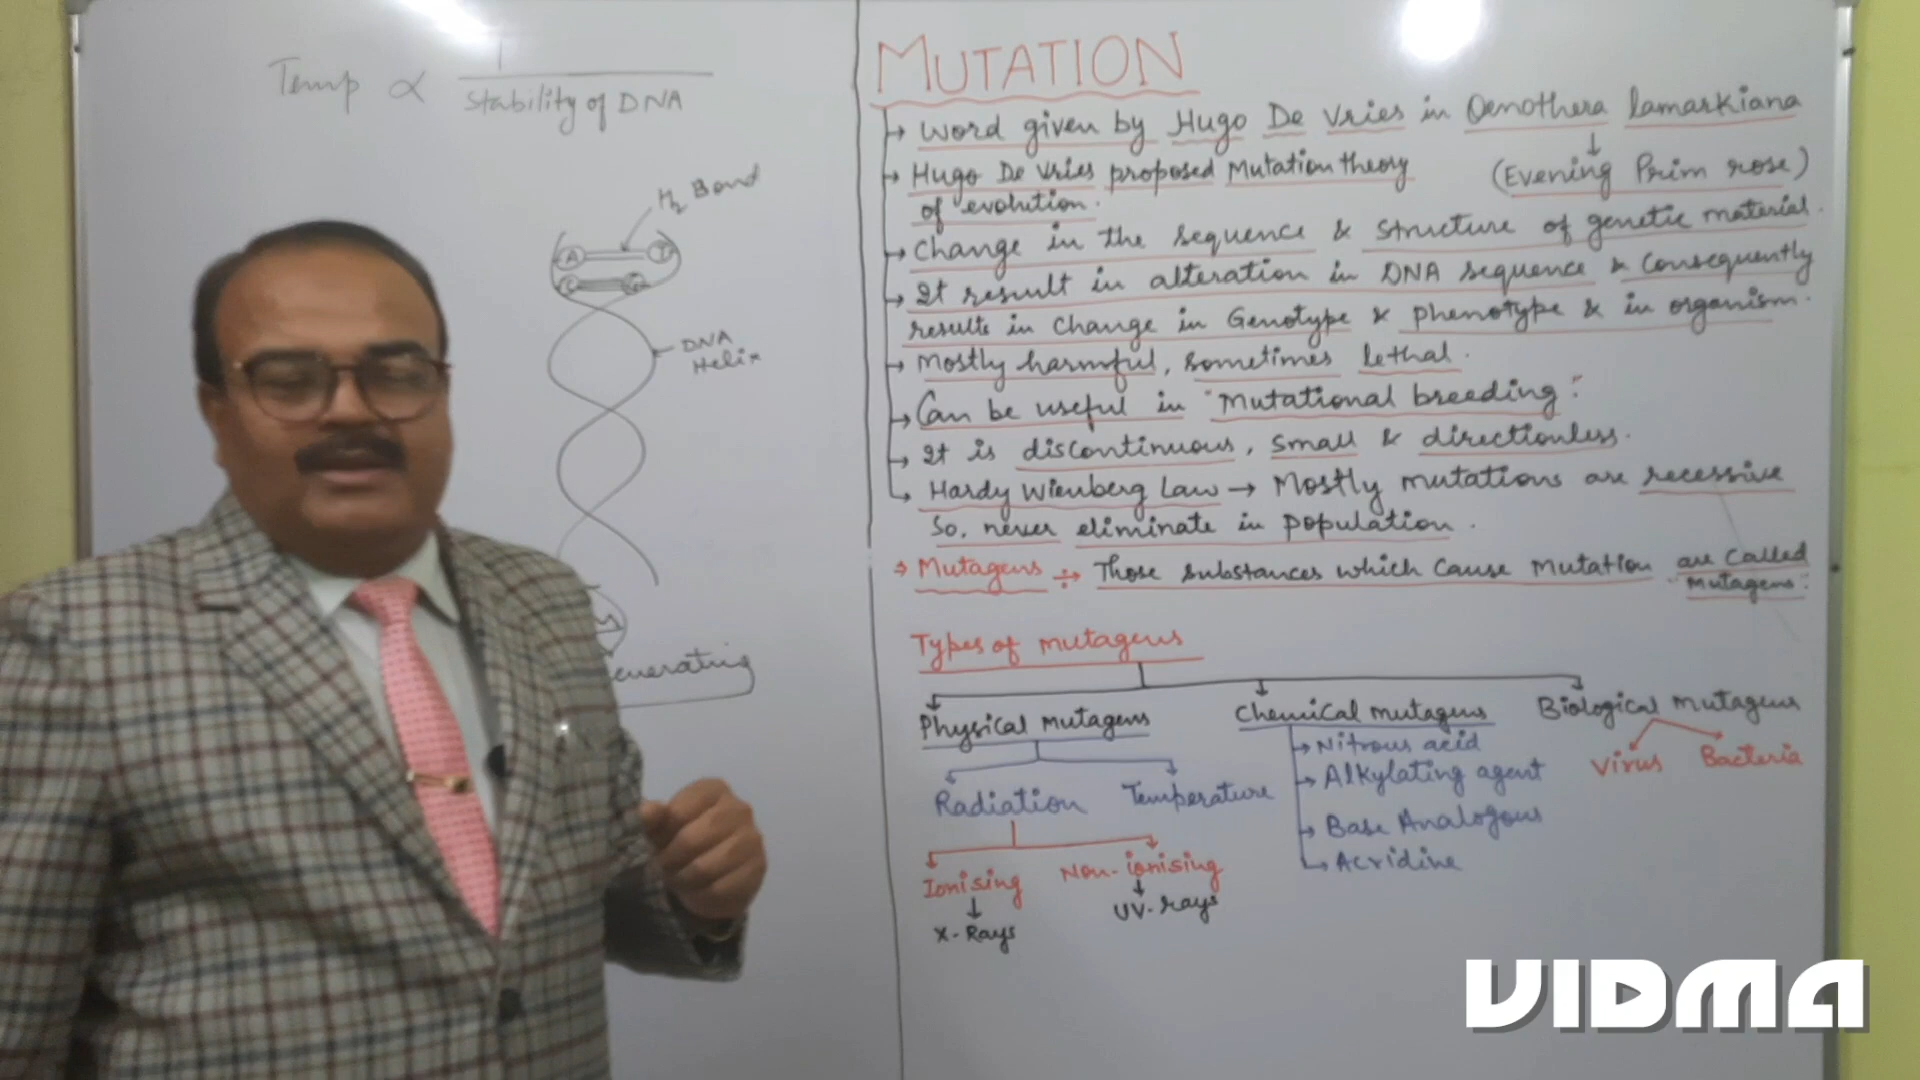 Temp ∝ 1
Stability of DNA
H2 Bond
A T
C G
DNA
Helix
MUTATION
→ Word given by Hugo De Vries in Oenothera lamarkiana
(Evening Prim rose)
→ Hugo De Vries proposed Mutation theory
of evolution.
→ Change in the sequence & structure of genetic material.
→ It result in alteration in DNA sequence & consequently
results in change in Genotype & phenotype & in organism.
→ Mostly harmful, sometimes lethal.
→ Can be useful in "Mutational breeding"
→ It is discontinuous, small & directionless.
→ Hardy Wienberg Law → Mostly mutations are recessive
So, never eliminate in population.
→ Mutagens ÷→ Those substances which cause Mutation are called
"Mutagens"
Types of mutagens
Physical mutagens Chemical mutagens Biological mutagens
→ Nitrous acid
→ Alkylating agent
→ Base Analogous
→ Acridine
Virus Bacteria
Radiation Temperature
Ionising Non-ionising
X-Rays UV-rays
VIDMA